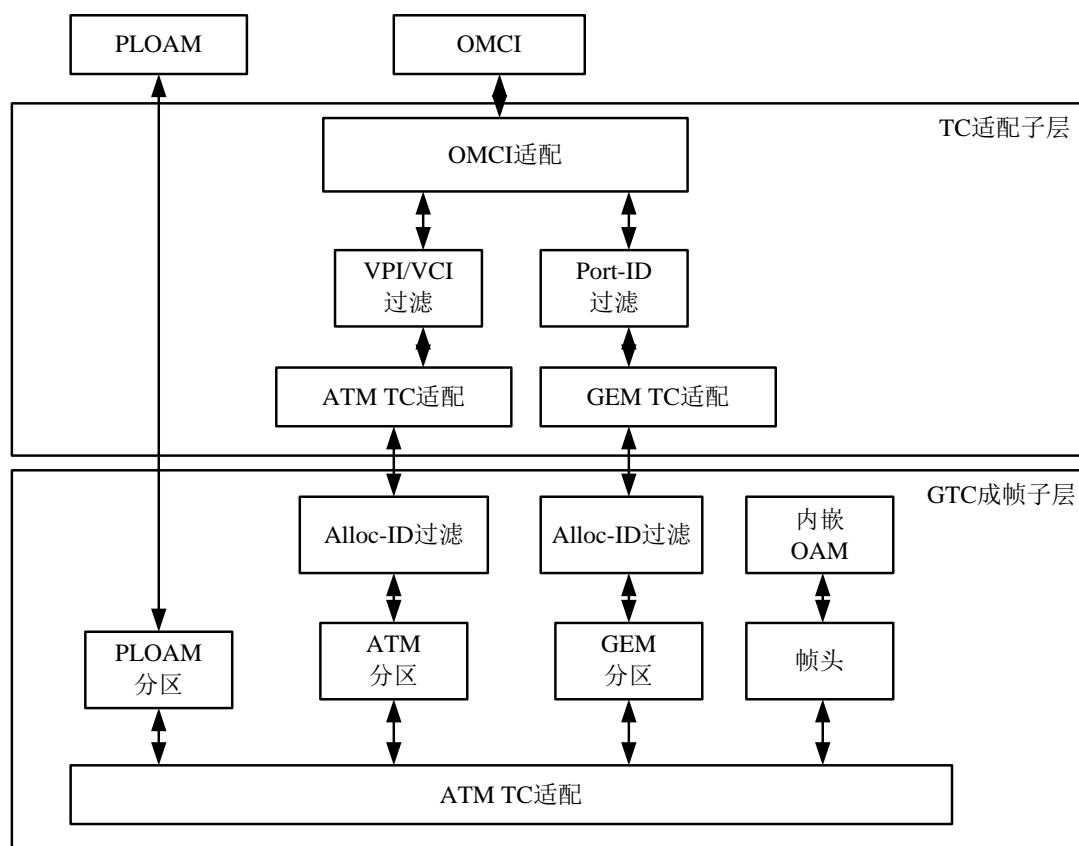 PLOAM
OMCI
TC适配子层
OMCI适配
VPI/VCI
过滤
Port-ID
过滤
ATM TC适配
GEM TC适配
GTC成帧子层
Alloc-ID过滤
Alloc-ID过滤
内嵌
OAM
PLOAM
分区
ATM
分区
GEM
分区
帧头
ATM TC适配